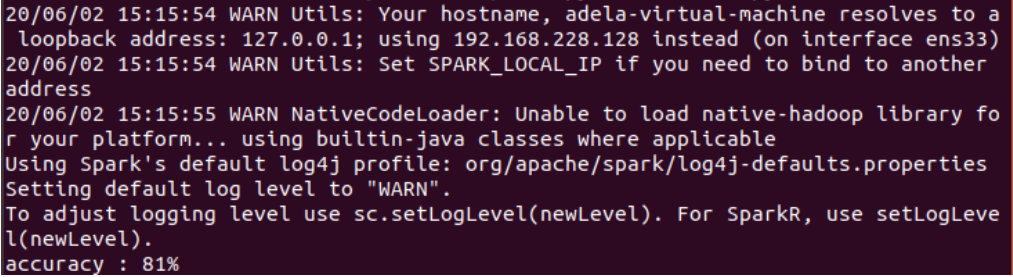 20/06/02 15:15:54 WARN Utils: Your hostname, adela-virtual-machine resolves to a
 loopback address: 127.0.0.1; using 192.168.228.128 instead (on interface ens33)
20/06/02 15:15:54 WARN Utils: Set SPARK_LOCAL_IP if you need to bind to another
address
20/06/02 15:15:55 WARN NativeCodeLoader: Unable to load native-hadoop library fo
r your platform... using builtin-java classes where applicable
Using Spark's default log4j profile: org/apache/spark/log4j-defaults.properties
Setting default log level to "WARN".
To adjust logging level use sc.setLogLevel(newLevel). For SparkR, use setLogLeve
l(newLevel).
accuracy : 81%